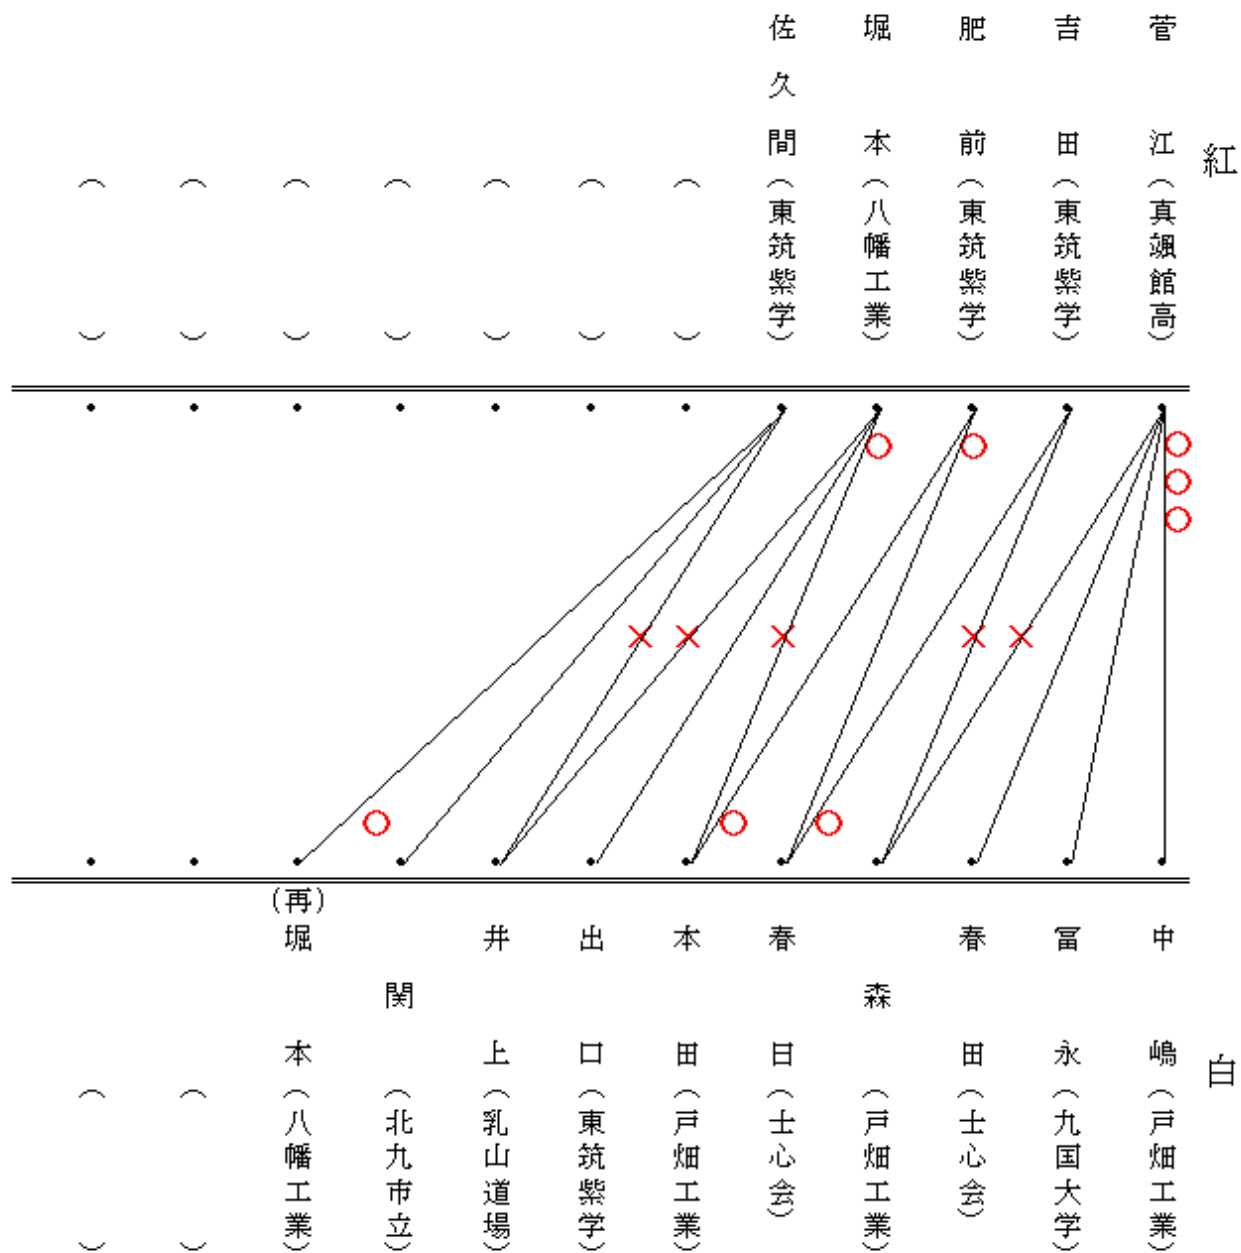 紅
菅江(真颯館高)
吉田(東筑紫学)
肥前(東筑紫学)
堀本(八幡工業)
佐久間(東筑紫学)
(  )
(  )
(  )
(  )
(  )
(  )
(  )
白
中嶋(戸畑工業)
冨永(九国大学)
春田(士心会)
森(戸畑工業)
春日(士心会)
本田(戸畑工業)
出口(東筑紫学)
井上(乳山道場)
関(北九市立)
(再)
堀本(八幡工業)
(  )
(  )